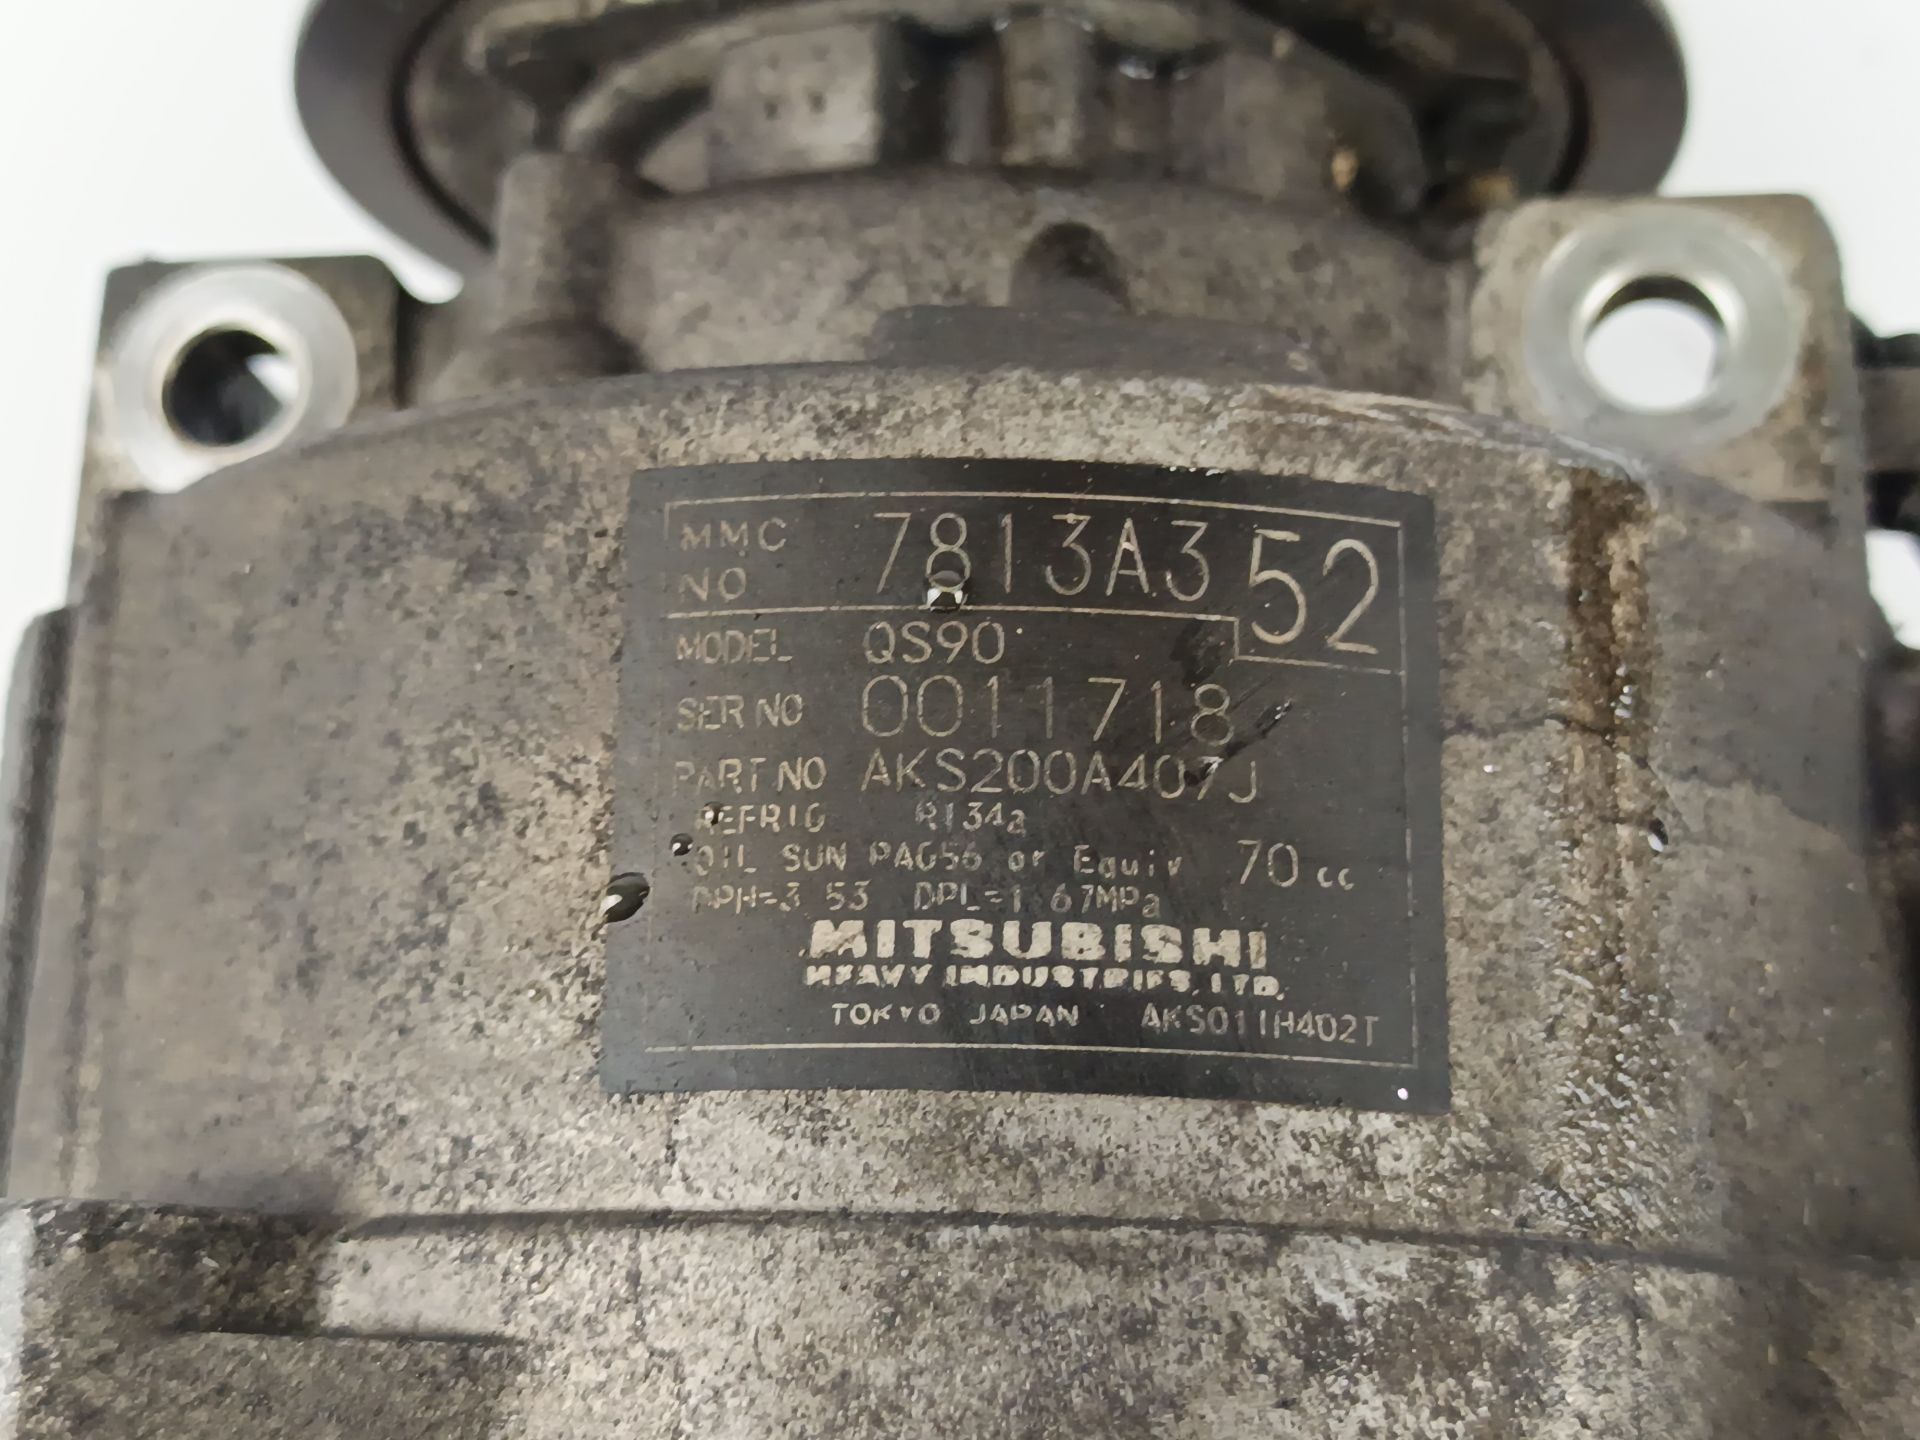 MMC NO 7813A352
MODEL QS90
SER NO 0011718
PART NO AKS200A407J
REFRIG R134a
OIL SUN PAG56 or Equiv 70 cc
DPH=3 53 DPL=1 67MPa
MITSUBISHI
HEAVY INDUSTRIES, LTD.
TOKYO JAPAN AKS011H402T